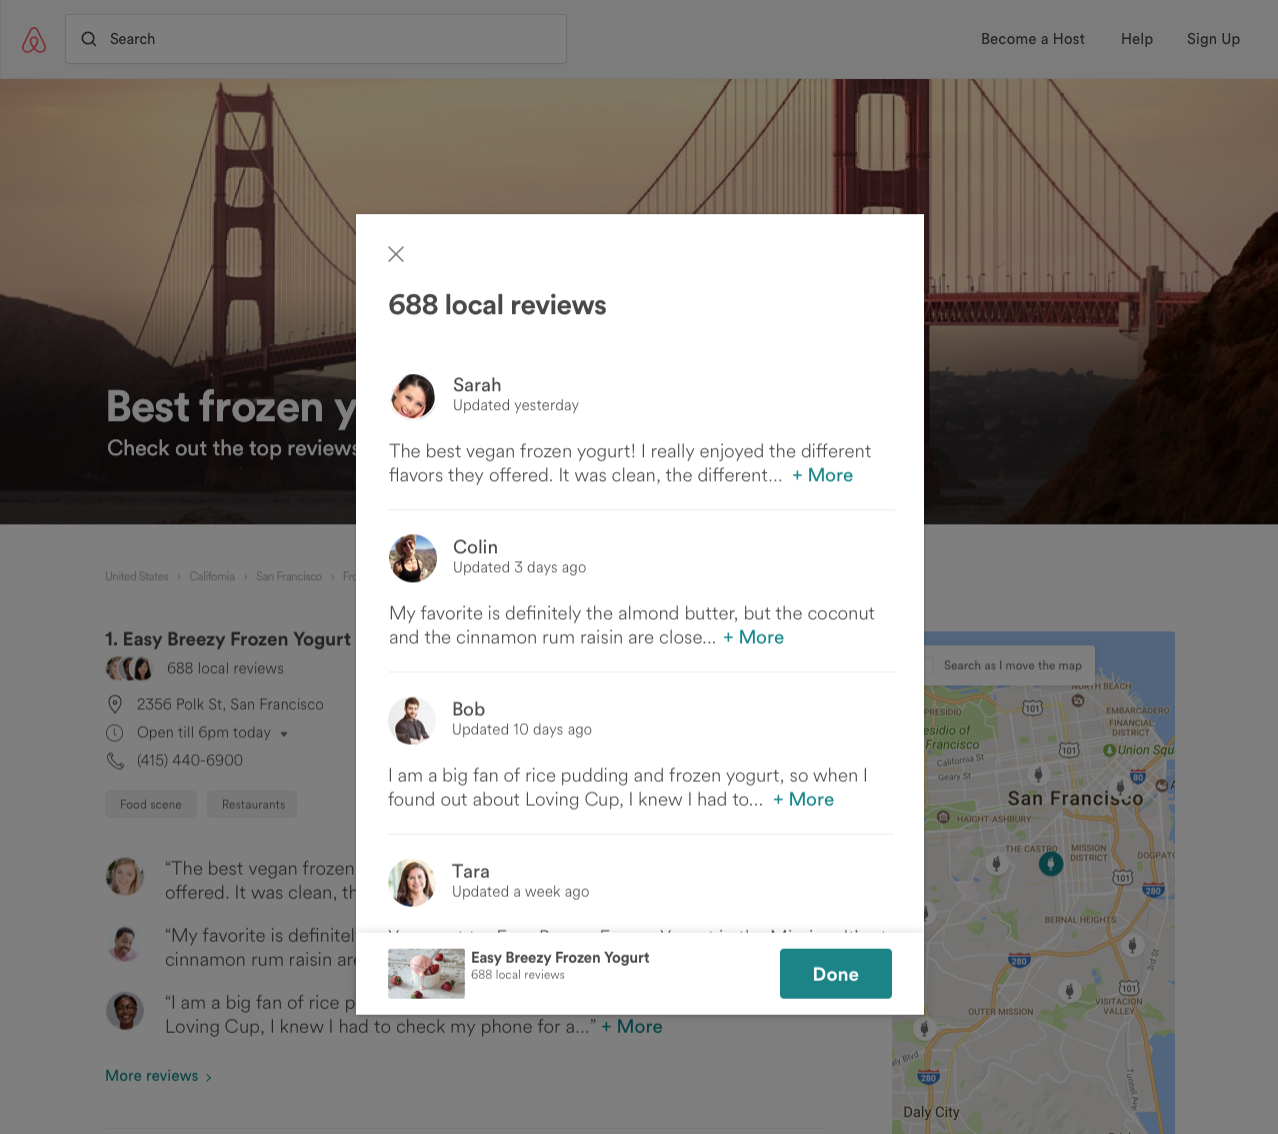 Search
Become a Host
Help
Sign Up
Best frozen y
Check out the top reviews
688 local reviews
Sarah
Updated yesterday
The best vegan frozen yogurt! I really enjoyed the different
flavors they offered. It was clean, the different... + More
Colin
Updated 3 days ago
My favorite is definitely the almond butter, but the coconut
and the cinnamon rum raisin are close... + More
Bob
Updated 10 days ago
I am a big fan of rice pudding and frozen yogurt, so when I
found out about Loving Cup, I knew I had to... + More
Tara
Updated a week ago
Easy Breezy Frozen Yogurt
688 local reviews
Done
United States › California › San Francisco › Fro
1. Easy Breezy Frozen Yogurt
688 local reviews
2356 Polk St, San Francisco
Open till 6pm today
(415) 440-6900
Food scene
Restaurants
“The best vegan frozen
offered. It was clean, th
“My favorite is definitel
cinnamon rum raisin are
“I am a big fan of rice p
Loving Cup, I knew I had to check my phone for a...” + More
More reviews ›
Search as I move the map
NORTH BEACH
PRESIDIO
101
EMBARCADERO
FINANCIAL
DISTRICT
esidio of
Francisco
101
Union Squ
California St
Geary St
80
San Francisco
HAIGHT-ASHBURY
THE CASTRO
MISSION
DISTRICT
DOGPATC
101
280
BERNAL HEIGHTS
3rd St
280
101
VISITACION
VALLEY
OUTER MISSION
aly Blvd
280
Tunnel Ave
Daly City